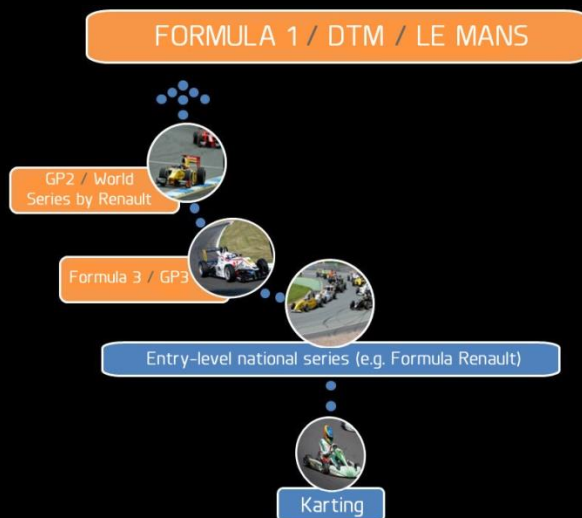 FORMULA 1 / DTM / LE MANS
GP2 / World
Series by Renault
Formula 3 / GP3
Entry-level national series (e.g. Formula Renault)
Karting